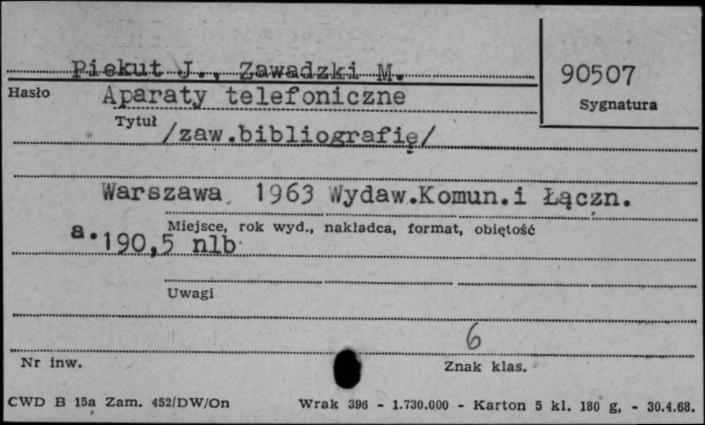 Piekut J., Zawadzki M.
90507
Hasło
Aparaty telefoniczne
Sygnatura
Tytuł
/zaw.bibliografię/
Warszawa, 1963 Wydaw.Komun.i Łączn.
Miejsce, rok wyd., nakładca, format, objętość
a.190,5 nlb
Uwagi
6
Nr inw.
Znak klas.
CWD B 15a Zam. 452/DW/On Wrak 396 - 1.730.000 - Karton 5 kl. 180 g, - 30.4.68.